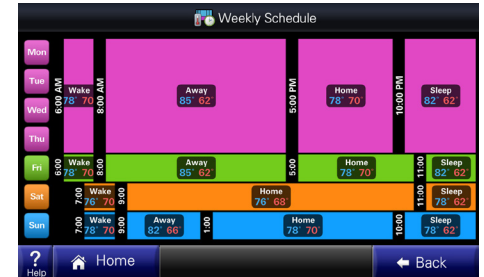 Weekly Schedule
Mon
Tue
Wed
Thu
6:00 AM
Wake
78° 70°
8:00 AM
Away
85° 62°
5:00 PM
Home
78° 70°
10:00 PM
Sleep
82° 62°
Fri
6:00
Wake
78° 70°
8:00
Away
85° 62°
5:00
Home
78° 70°
11:00
Sleep
82° 62°
Sat
7:00
Wake
76° 70°
9:00
Home
76° 68°
11:00
Sleep
78° 62°
Sun
7:00
Wake
78° 70°
9:00
Away
82° 66°
1:00
Home
78° 70°
10:00
Sleep
78° 62°
?
Help
Home
Back